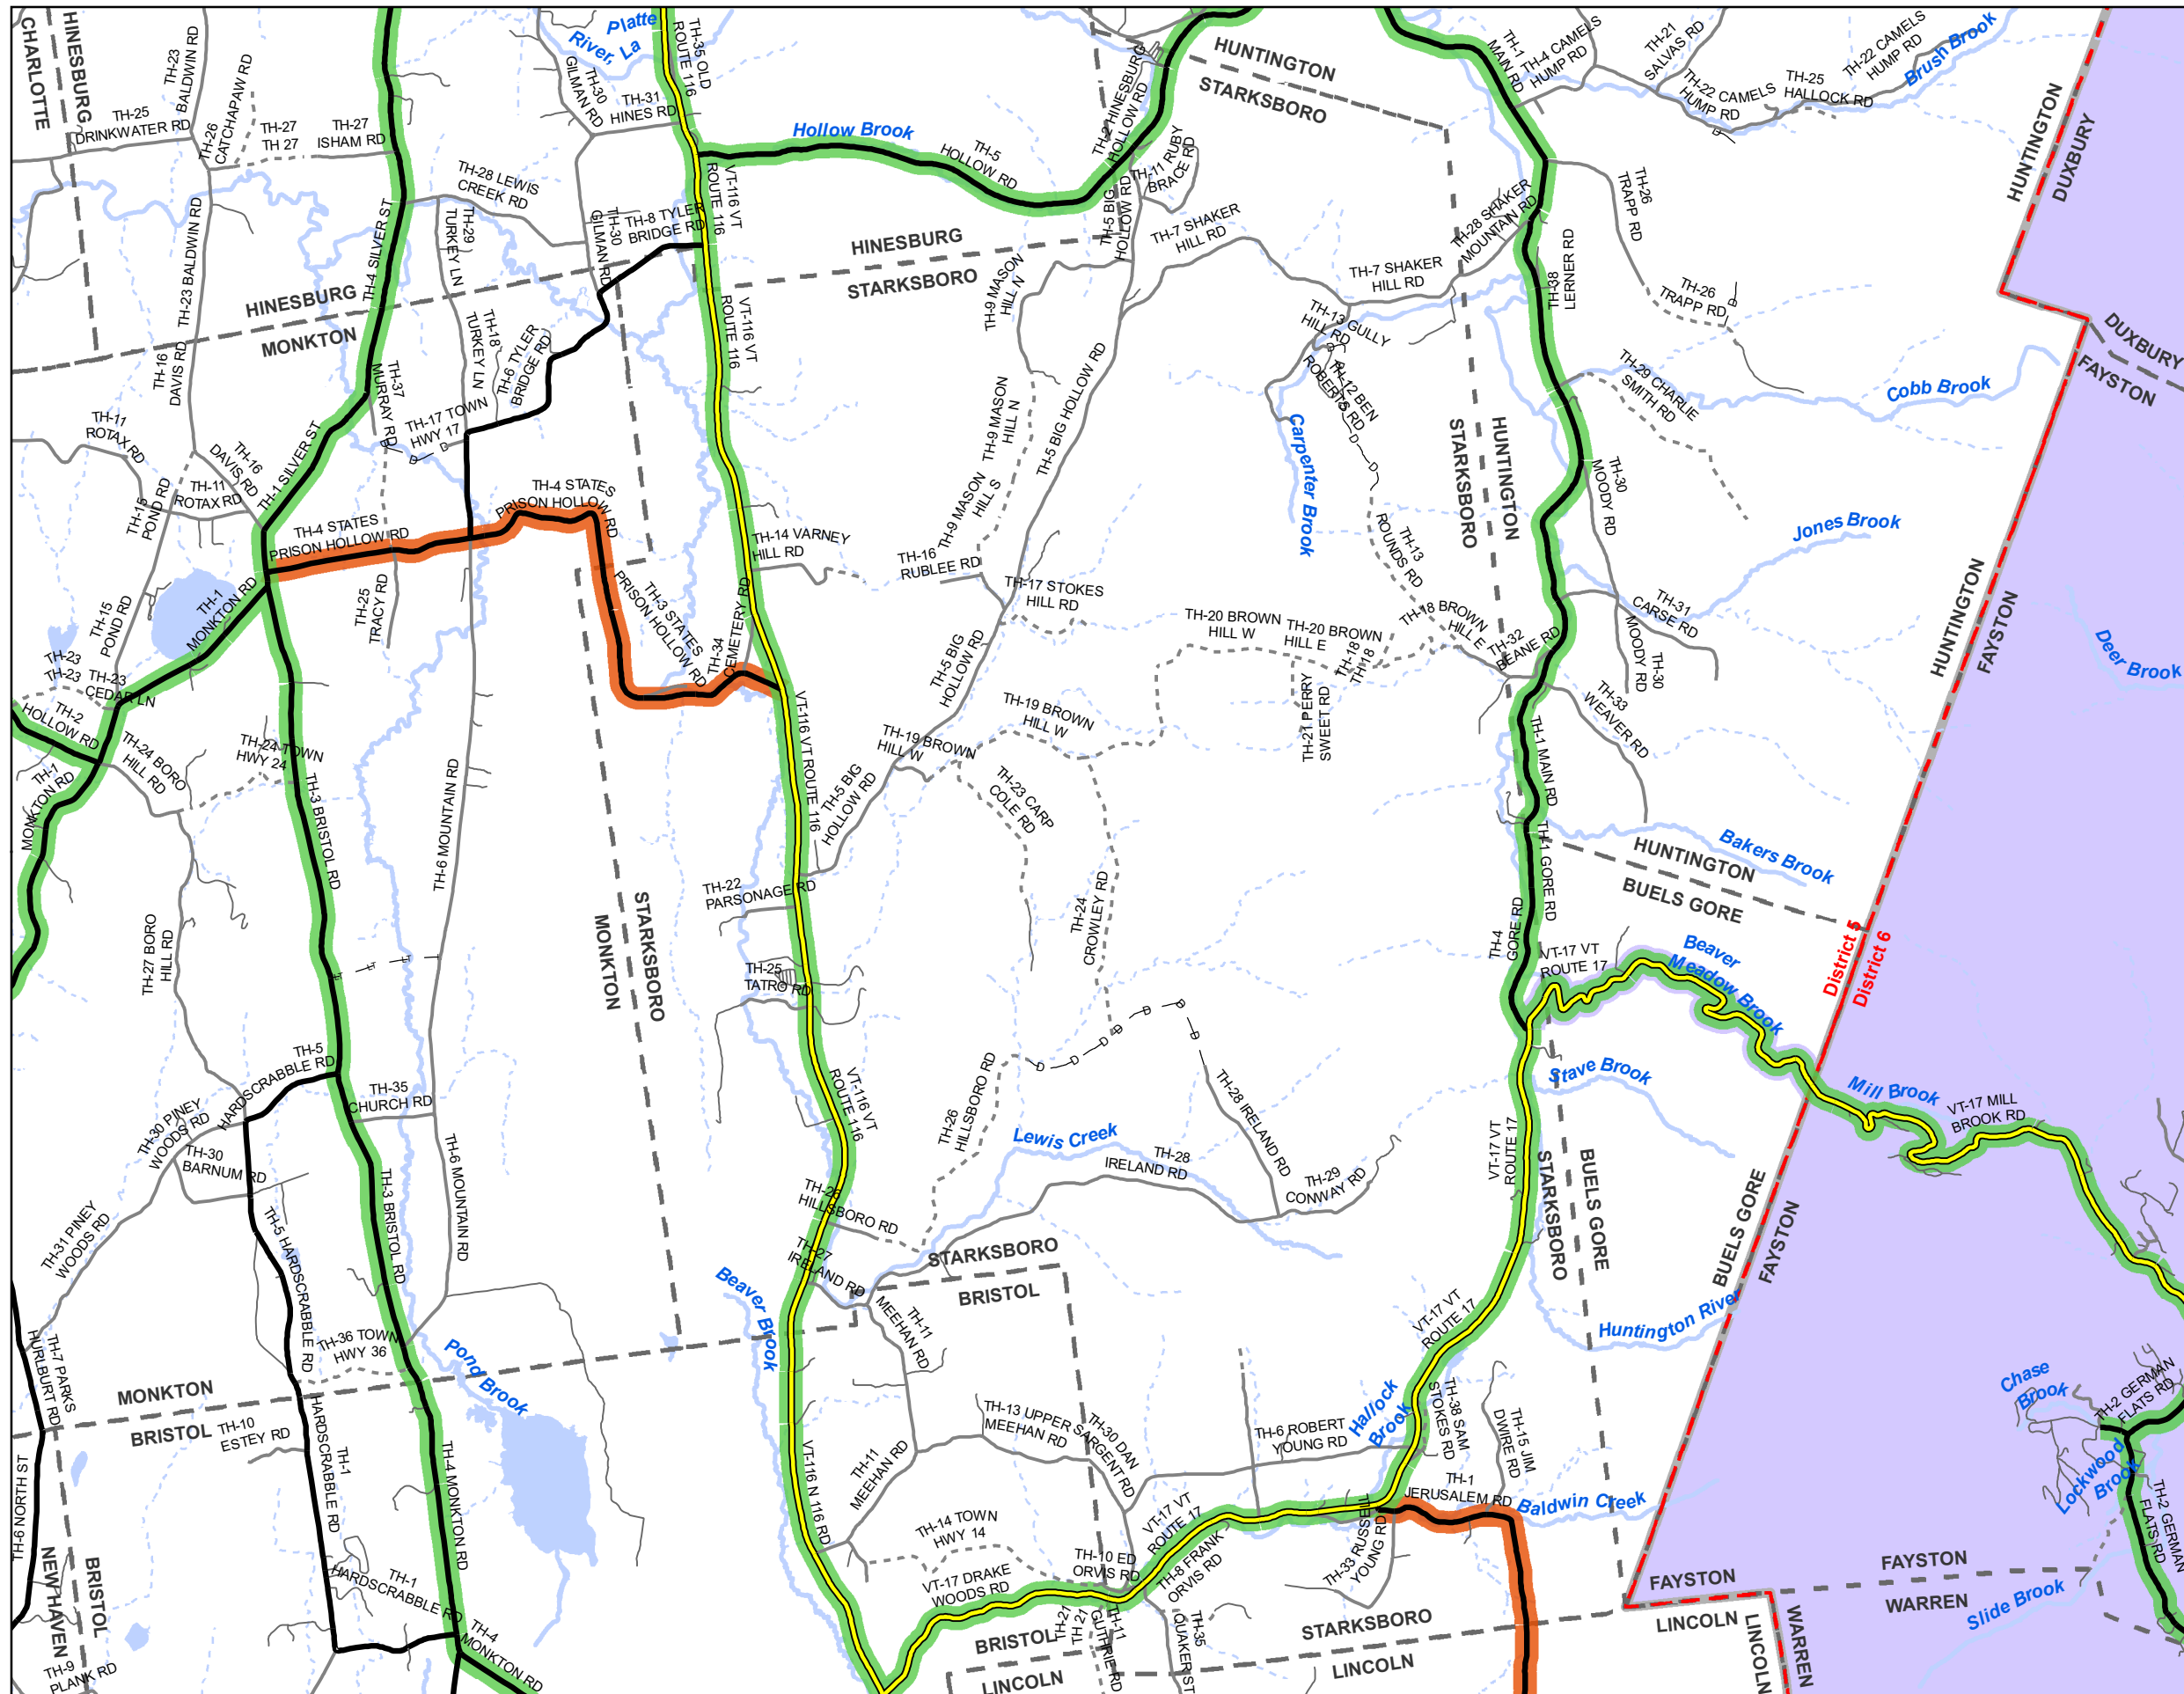 CHARLOTTE
HINESBURG
TH-25
DRINKWATER RD
TH-23
BALDWIN RD
TH-26
CATCHAPAW RD
TH-27
TH 27
TH-27
ISHAM RD
TH-23 BALDWIN RD
TH-4 SILVER ST
TH-28 LEWIS
CREEK RD
TH-29
TURKEY LN
Platte
River, La
TH-30
GILMAN RD
TH-31
HINES RD
TH-35 OLD
ROUTE 116
TH-30
GILMAN RD
TH-8 TYLER
BRIDGE RD
VT-116 VT
ROUTE 116
Hollow Brook
TH-5
HOLLOW RD
TH-2 HINESBURG
HOLLOW RD
TH-11 RUBY
BRACE RD
TH-5 BIG
HOLLOW RD
HUNTINGTON
STARKSBORO
HINESBURG
STARKSBORO
TH-7 SHAKER
HILL RD
TH-7 SHAKER
HILL RD
TH-28 SHAKER
MOUNTAIN RD
TH-1
MAIN RD
TH-4 CAMELS
HUMP RD
TH-21
SALVAS RD
TH-22 CAMELS
HUMP RD
TH-25
HALLOCK RD
TH-22 CAMELS
HUMP RD
Brush Brook
HUNTINGTON
DUXBURY
TH-26
TRAPP RD
TH-38
LERNER RD
TH-26
TRAPP RD
D
D
DUXBURY
FAYSTON
HINESBURG
MONKTON
TH-16
DAVIS RD
TH-37
MURRAY RD
TH-18
TURKEY LN
TH-6 TYLER
BRIDGE RD
TH-17 TOWN
HWY 17
D
D
D
VT-116 VT
ROUTE 116
TH-9 MASON
HILL N
TH-9 MASON
HILL N
TH-9 MASON
HILL S
TH-5 BIG HOLLOW RD
TH-13 GULLY
HILL RD
TH-12 BEN
ROBERTS RD
D
D
D
D
Carpenter Brook
STARKSBORO
HUNTINGTON
TH-29 CHARLIE
SMITH RD
Cobb Brook
TH-11
ROTAX RD
TH-16
DAVIS RD
TH-11
ROTAX RD
TH-15
POND RD
TH-1 SILVER ST
TH-4 STATES
PRISON HOLLOW RD
TH-4 STATES
PRISON HOLLOW RD
TH-14 VARNEY
HILL RD
TH-16
RUBLEE RD
TH-17 STOKES
HILL RD
TH-13
ROUNDS RD
TH-30
MOODY RD
Jones Brook
TH-31
CARSE RD
TH-30
MOODY RD
HUNTINGTON
FAYSTON
Deer Brook
TH-1
MONKTON RD
TH-15
POND RD
TH-25
TRACY RD
TH-23
TH-23
TH-23
CEDAR LN
TH-2
HOLLOW RD
TH-3 STATES
PRISON HOLLOW RD
TH-34
CEMETERY RD
TH-5 BIG
HOLLOW RD
TH-20 BROWN
HILL W
TH-20 BROWN
HILL E
TH-18
TH-18
TH-18 BROWN
HILL E
TH-32
BEANE RD
TH-33
WEAVER RD
TH-21 PERRY
SWEET RD
TH-19 BROWN
HILL W
TH-19 BROWN
HILL W
TH-1
MONKTON RD
TH-24 BORO
HILL RD
TH-24 TOWN
HWY 24
TH-3 BRISTOL RD
TH-6 MOUNTAIN RD
VT-116 VT ROUTE 116
TH-5 BIG
HOLLOW RD
TH-23 CARP
COLE RD
TH-1 MAIN RD
TH-1 GORE RD
TH-4
GORE RD
HUNTINGTON
BUELS GORE
Bakers Brook
District 5
District 6
TH-27 BORO
HILL RD
T
T
T
T
MONKTON
STARKSBORO
TH-22
PARSONAGE RD
TH-25
TATRO RD
TH-24
CROWLEY RD
D
D
D
D
D
D
D
VT-17 VT
ROUTE 17
Beaver
Meadow Brook
Stave Brook
Mill Brook
VT-17 MILL
BROOK RD
TH-5
HARDSCRABBLE RD
TH-35
CHURCH RD
TH-30 PINEY
WOODS RD
TH-30
BARNUM RD
TH-6 MOUNTAIN RD
TH-3 BRISTOL RD
VT-116 VT
ROUTE 116
TH-26
HILLSBORO RD
TH-26
HILLSBORO RD
Lewis Creek
TH-28
IRELAND RD
TH-28 IRELAND RD
TH-29
CONWAY RD
VT-17 VT
ROUTE 17
STARKSBORO
BUELS GORE
BUELS GORE
FAYSTON
TH-31 PINEY
WOODS RD
TH-5 HARDSCRABBLE RD
TH-27
IRELAND RD
STARKSBORO
BRISTOL
Beaver Brook
TH-11
MEEHAN RD
VT-17 VT
ROUTE 17
Huntington River
TH-7 PARKS
HURLBURT RD
TH-36 TOWN
HWY 36
Pond Brook
MONKTON
BRISTOL
TH-10
ESTEY RD
TH-1
HARDSCRABBLE RD
TH-4 MONKTON RD
VT-116 N 116 RD
TH-11
MEEHAN RD
TH-13 UPPER
MEEHAN RD
TH-30 DAN
SARGENT RD
TH-6 ROBERT
YOUNG RD
Hallock
Brook
TH-38 SAM
STOKES RD
TH-15 JIM
DWIRE RD
TH-1
JERUSALEM RD
Baldwin Creek
Chase
Brook
TH-2 GERMAN
FLATS RD
Lockwood
Brook
TH-2 GERMAN
FLATS RD
TH-6 NORTH ST
NEW HAVEN
BRISTOL
TH-9
PLANK RD
TH-1
HARDSCRABBLE RD
TH-4
MONKTON RD
TH-14 TOWN
HWY 14
VT-17 DRAKE
WOODS RD
TH-10 ED
ORVIS RD
VT-17 VT
ROUTE 17
TH-8 FRANK
ORVIS RD
TH-33 RUSSELL
YOUNG RD
TH-21
TH 21
TH-11
GUTHRIE RD
TH-35
QUAKER ST
BRISTOL
LINCOLN
STARKSBORO
LINCOLN
FAYSTON
LINCOLN
LINCOLN
WARREN
FAYSTON
WARREN
Slide Brook